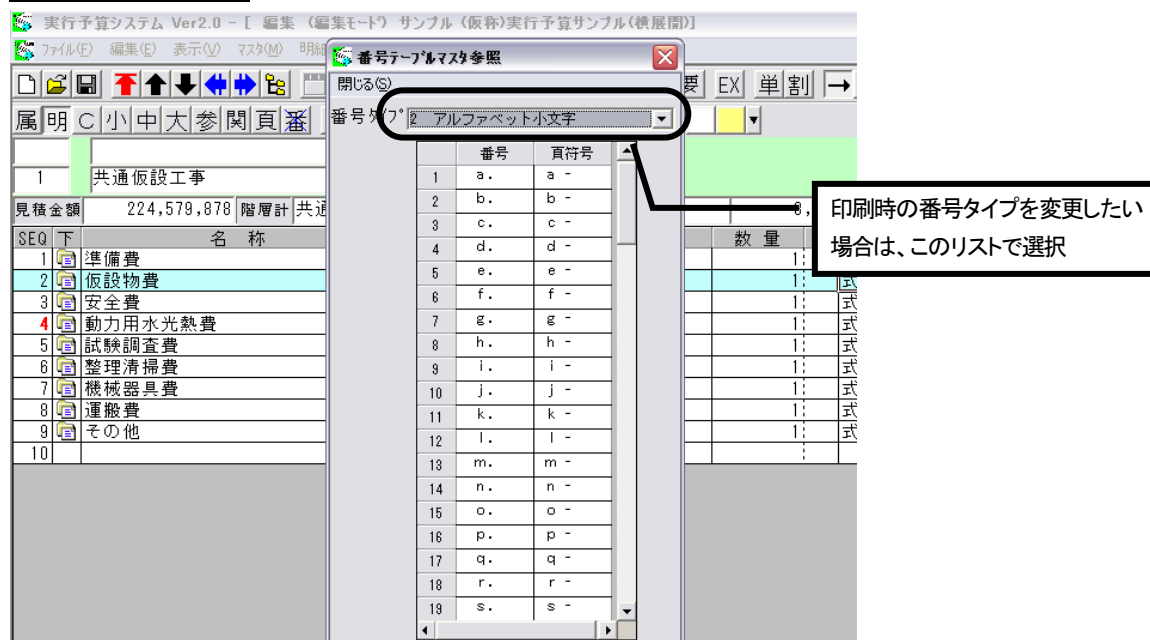 実行予算システム Ver2.0 - [ 編集 (編集モード) サンプル (仮称)実行予算サンプル(横展開)]
ファイル(F) 編集(E) 表示(V) マスタ(M) 明細
要 EX 単 割 →
属 明 C 小 中 大 参 関 頁 番
1 共通仮設工事
見積金額 224,579,878 階層計 共通
SEQ 下 名 称 数 量
1 準備費 1 式
2 仮設物費 1 式
3 安全費 1 式
4 動力用水光熱費 1 式
5 試験調査費 1 式
6 整理清掃費 1 式
7 機械器具費 1 式
8 運搬費 1 式
9 その他 1 式
10
番号テーブルマスタ参照
閉じる(S)
番号タイプ 2 アルファベット小文字
番号 頁符号
1 a. a -
2 b. b -
3 c. c -
4 d. d -
5 e. e -
6 f. f -
7 g. g -
8 h. h -
9 i. i -
10 j. j -
11 k. k -
12 l. l -
13 m. m -
14 n. n -
15 o. o -
16 p. p -
17 q. q -
18 r. r -
19 s. s -
印刷時の番号タイプを変更したい
場合は、このリストで選択